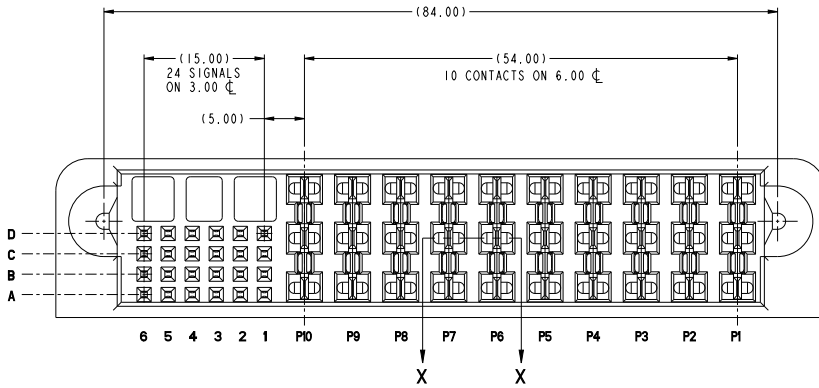 (84.00)
(15.00)
24 SIGNALS
ON 3.00 ℄
(54.00)
10 CONTACTS ON 6.00 ℄
(5.00)
D
C
B
A
6 5 4 3 2 1 P10 P9 P8 P7 P6 P5 P4 P3 P2 P1
X X